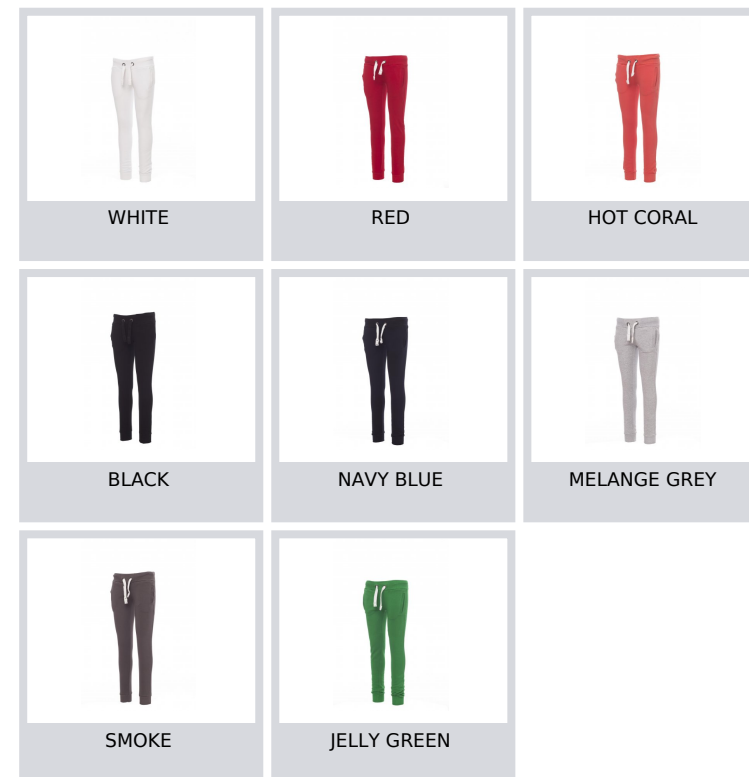 WHITE
RED
HOT CORAL
BLACK
NAVY BLUE
MELANGE GREY
SMOKE
JELLY GREEN